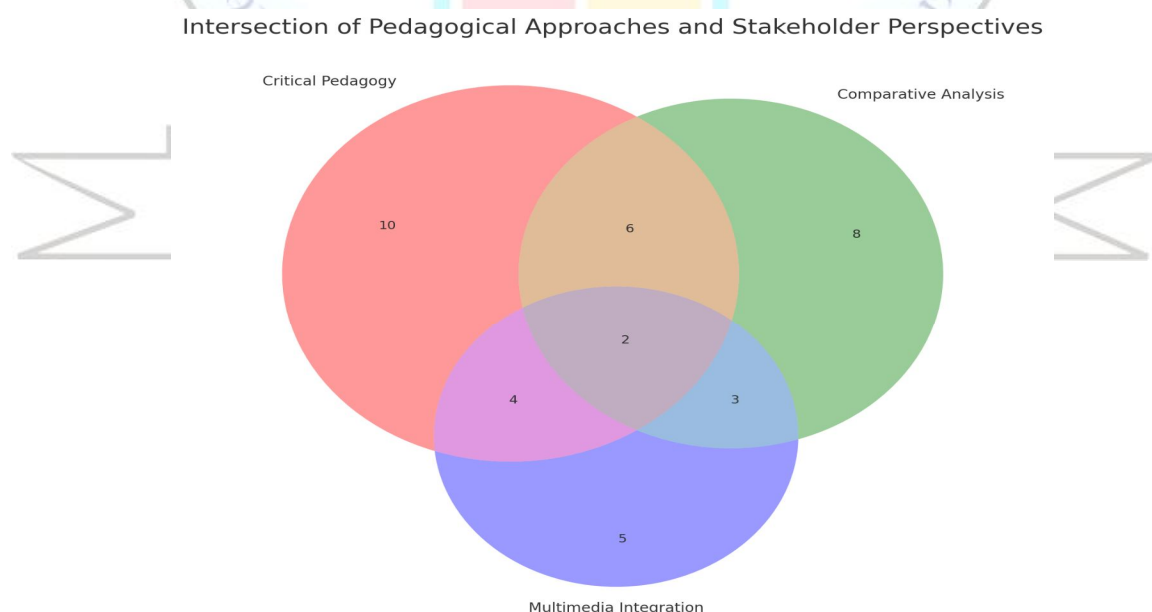 Intersection of Pedagogical Approaches and Stakeholder Perspectives
Critical Pedagogy
Comparative Analysis
10
6
8
2
4
3
5
Multimedia Integration